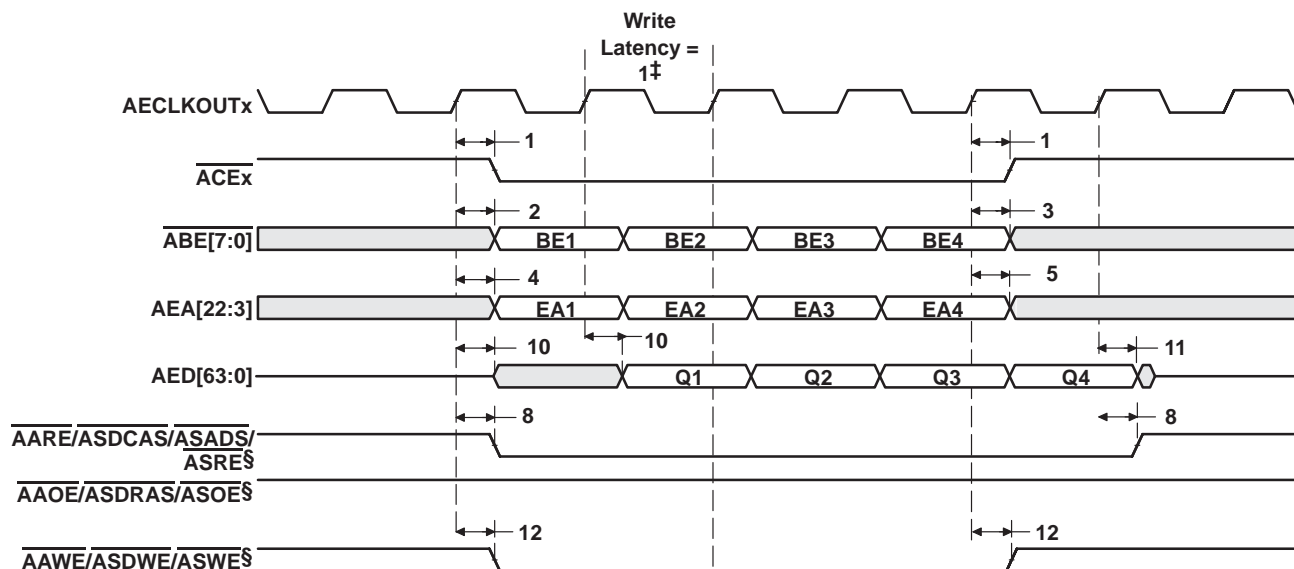 Write
Latency =
1‡
AECLKOUTx
1 1
ACEx
2 3
ABE[7:0] BE1 BE2 BE3 BE4
4 5
AEA[22:3] EA1 EA2 EA3 EA4
10 10 11
AED[63:0] Q1 Q2 Q3 Q4
8 8
AARE/ASDCAS/ASADS/
ASRE§
AAOE/ASDRAS/ASOE§
12 12
AAWE/ASDWE/ASWE§